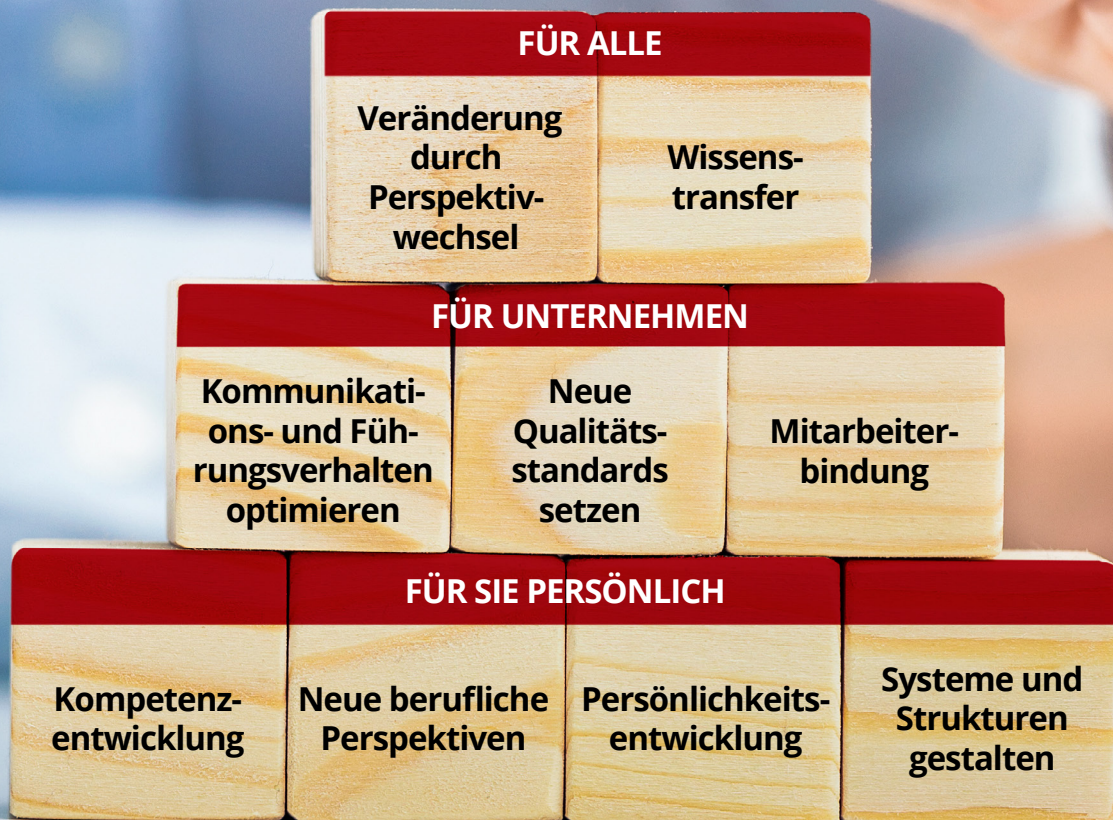 FÜR ALLE
Veränderung
durch
Perspektiv-
wechsel
Wissens-
transfer
FÜR UNTERNEHMEN
Kommunikati-
ons- und Füh-
rungsverhalten
optimieren
Neue
Qualitäts-
standards
setzen
Mitarbeiter-
bindung
FÜR SIE PERSÖNLICH
Kompetenz-
entwicklung
Neue berufliche
Perspektiven
Persönlichkeits-
entwicklung
Systeme und
Strukturen
gestalten